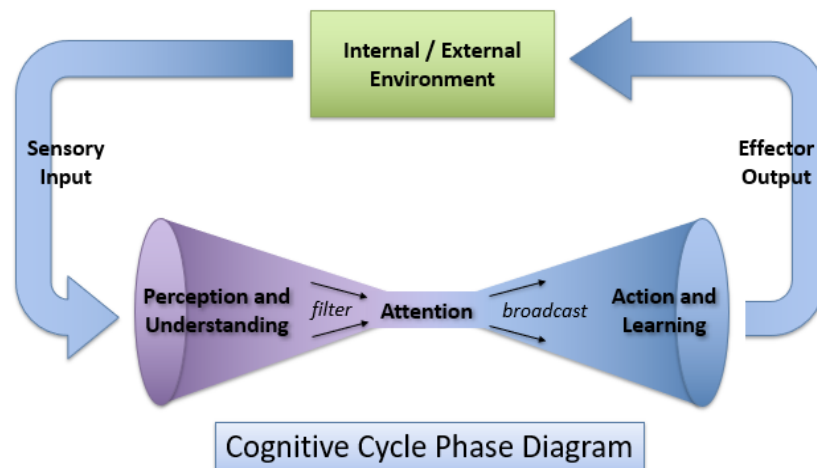 Internal / External
Environment
Sensory
Input
Effector
Output
Perception and
Understanding
filter
Attention
broadcast
Action and
Learning
Cognitive Cycle Phase Diagram